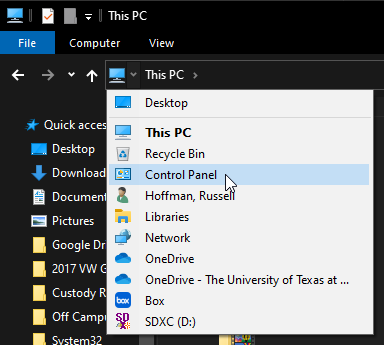 This PC
File
Computer
View
This PC
Desktop
This PC
Recycle Bin
Control Panel
Hoffman, Russell
Libraries
Network
OneDrive
OneDrive - The University of Texas at ...
Box
SDXC (D:)
Quick acces
Desktop
Download
Document
Pictures
Google Dr
2017 VW G
Custody R
Off Camp
System32